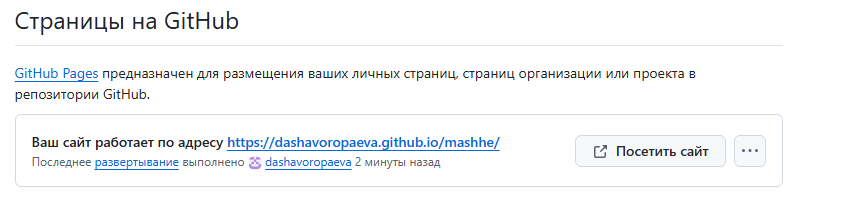 Страницы на GitHub
GitHub Pages предназначен для размещения ваших личных страниц, страниц организации или проекта в
репозитории GitHub.
Ваш сайт работает по адресу https://dashavoropaeva.github.io/mashhe/
Последнее развертывание выполнено dashavoropaeva 2 минуты назад
Посетить сайт